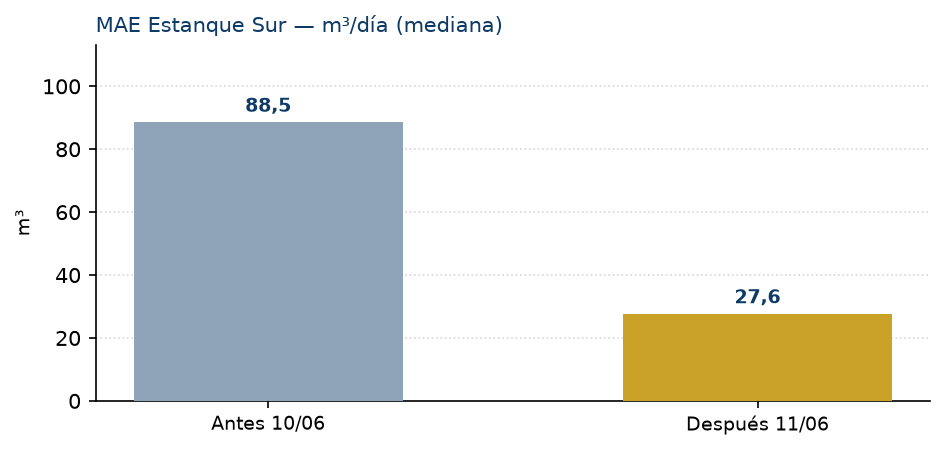 MAE Estanque Sur — m³/día (mediana)
m³
100
80
60
40
20
0
88,5
27,6
Antes 10/06
Después 11/06